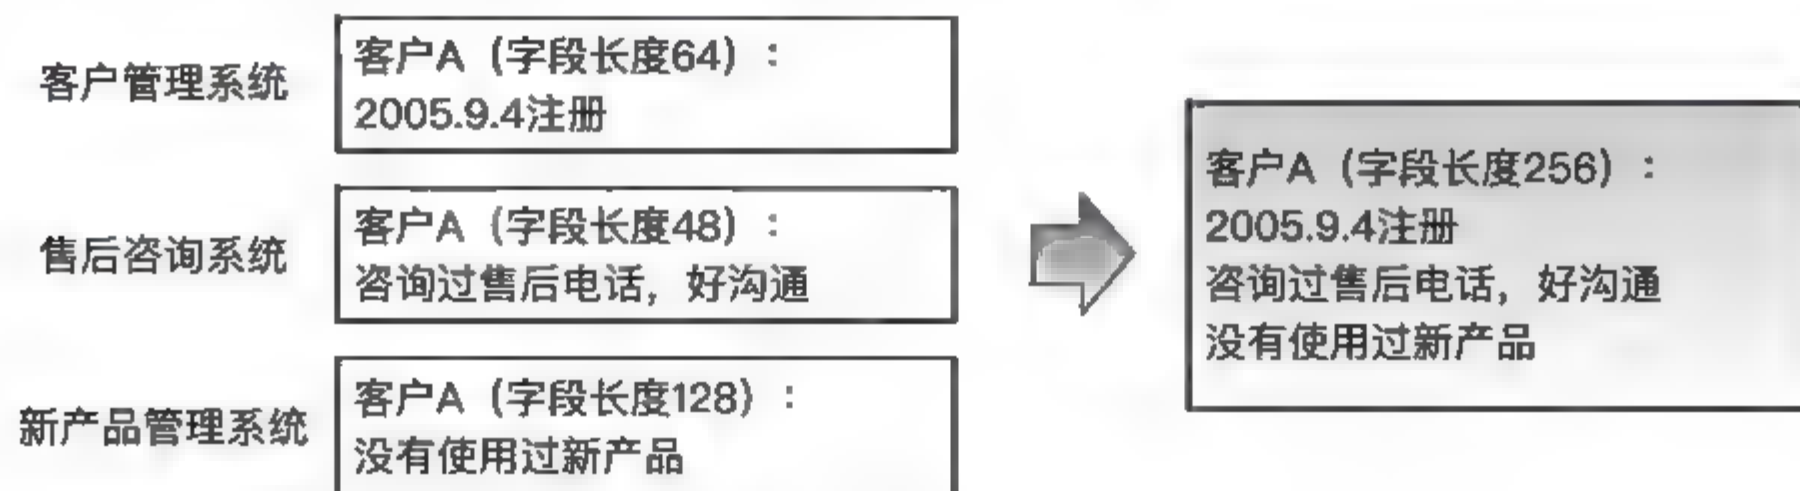 客户管理系统
客户A（字段长度64）：
2005.9.4注册
售后咨询系统
客户A（字段长度48）：
咨询过售后电话，好沟通
新产品管理系统
客户A（字段长度128）：
没有使用过新产品
客户A（字段长度256）：
2005.9.4注册
咨询过售后电话，好沟通
没有使用过新产品